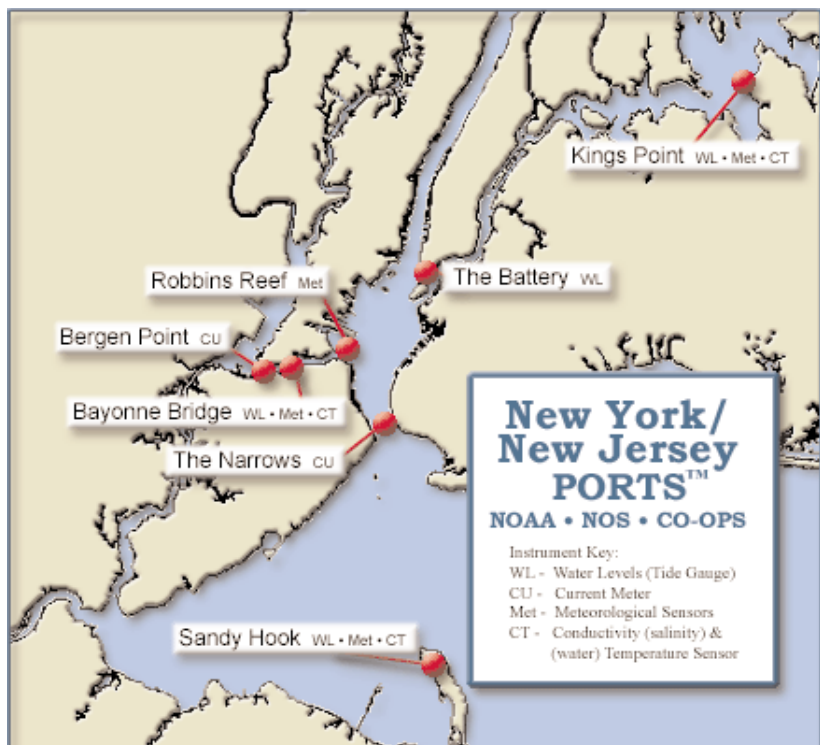 Kings Point WL • Met • CT
Robbins Reef Met
The Battery WL
Bergen Point CU
Bayonne Bridge WL • Met • CT
The Narrows CU
New York/
New Jersey
PORTS™
NOAA • NOS • CO-OPS
Instrument Key:
WL - Water Levels (Tide Gauge)
CU - Current Meter
Met - Meteorological Sensors
CT - Conductivity (salinity) &
(water) Temperature Sensor
Sandy Hook WL • Met • CT